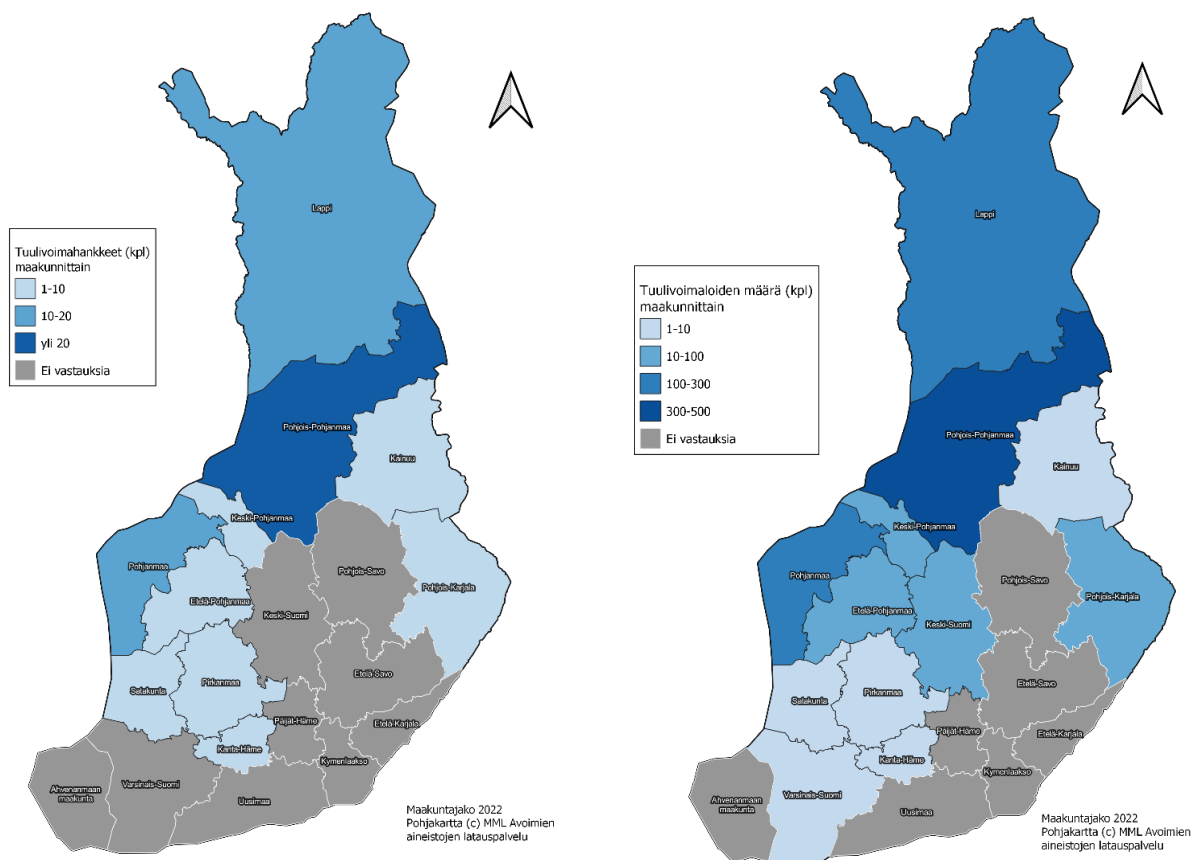 Lappi
Tuulivoimahankkeet (kpl)
maakunnittain
1-10
10-20
yli 20
Ei vastauksia
Pohjois-Pohjanmaa
Kainuu
Keski-Pohjanmaa
Pohjanmaa
Pohjois-Savo
Pohjois-Karjala
Etelä-Pohjanmaa
Keski-Suomi
Etelä-Savo
Satakunta
Pirkanmaa
Päijät-Häme
Etelä-Karjala
Kanta-Häme
Kymenlaakso
Varsinais-Suomi
Ahvenanmaan
maakunta
Uusimaa
Maakuntajako 2022
Pohjakartta (c) MML Avoimien
aineistojen latauspalvelu
Lappi
Tuulivoimaloiden määrä (kpl)
maakunnittain
1-10
10-100
100-300
300-500
Ei vastauksia
Pohjois-Pohjanmaa
Kainuu
Keski-Pohjanmaa
Pohjanmaa
Pohjois-Savo
Pohjois-Karjala
Etelä-Pohjanmaa
Keski-Suomi
Etelä-Savo
Satakunta
Pirkanmaa
Päijät-Häme
Etelä-Karjala
Kanta-Häme
Kymenlaakso
Varsinais-Suomi
Ahvenanmaan
maakunta
Uusimaa
Maakuntajako 2022
Pohjakartta (c) MML Avoimien
aineistojen latauspalvelu